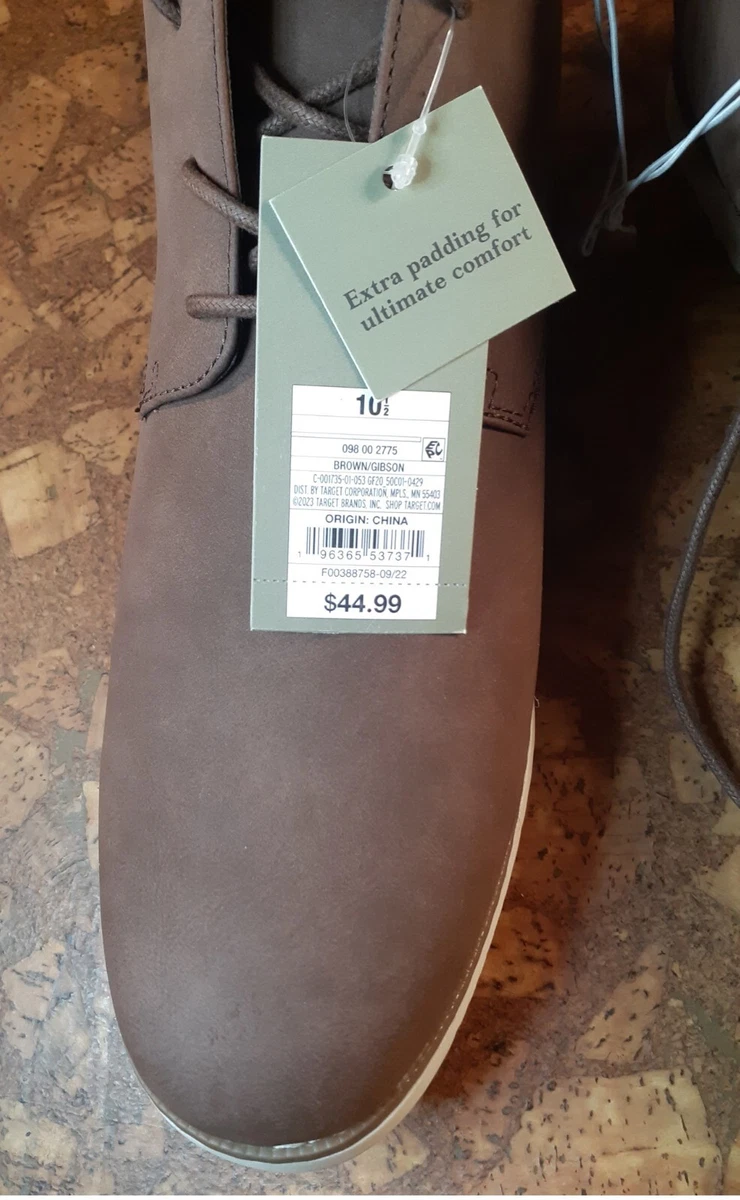 Extra padding for
ultimate comfort
10½
098 00 2775
BROWN/GIBSON
C-001735-01-053 GF20_50C01-0429
DIST. BY TARGET CORPORATION, MPLS., MN 55403
©2023 TARGET BRANDS, INC. SHOP TARGET.COM
ORIGIN: CHINA
1 96365 53737 1
F00388758-09/22
$44.99